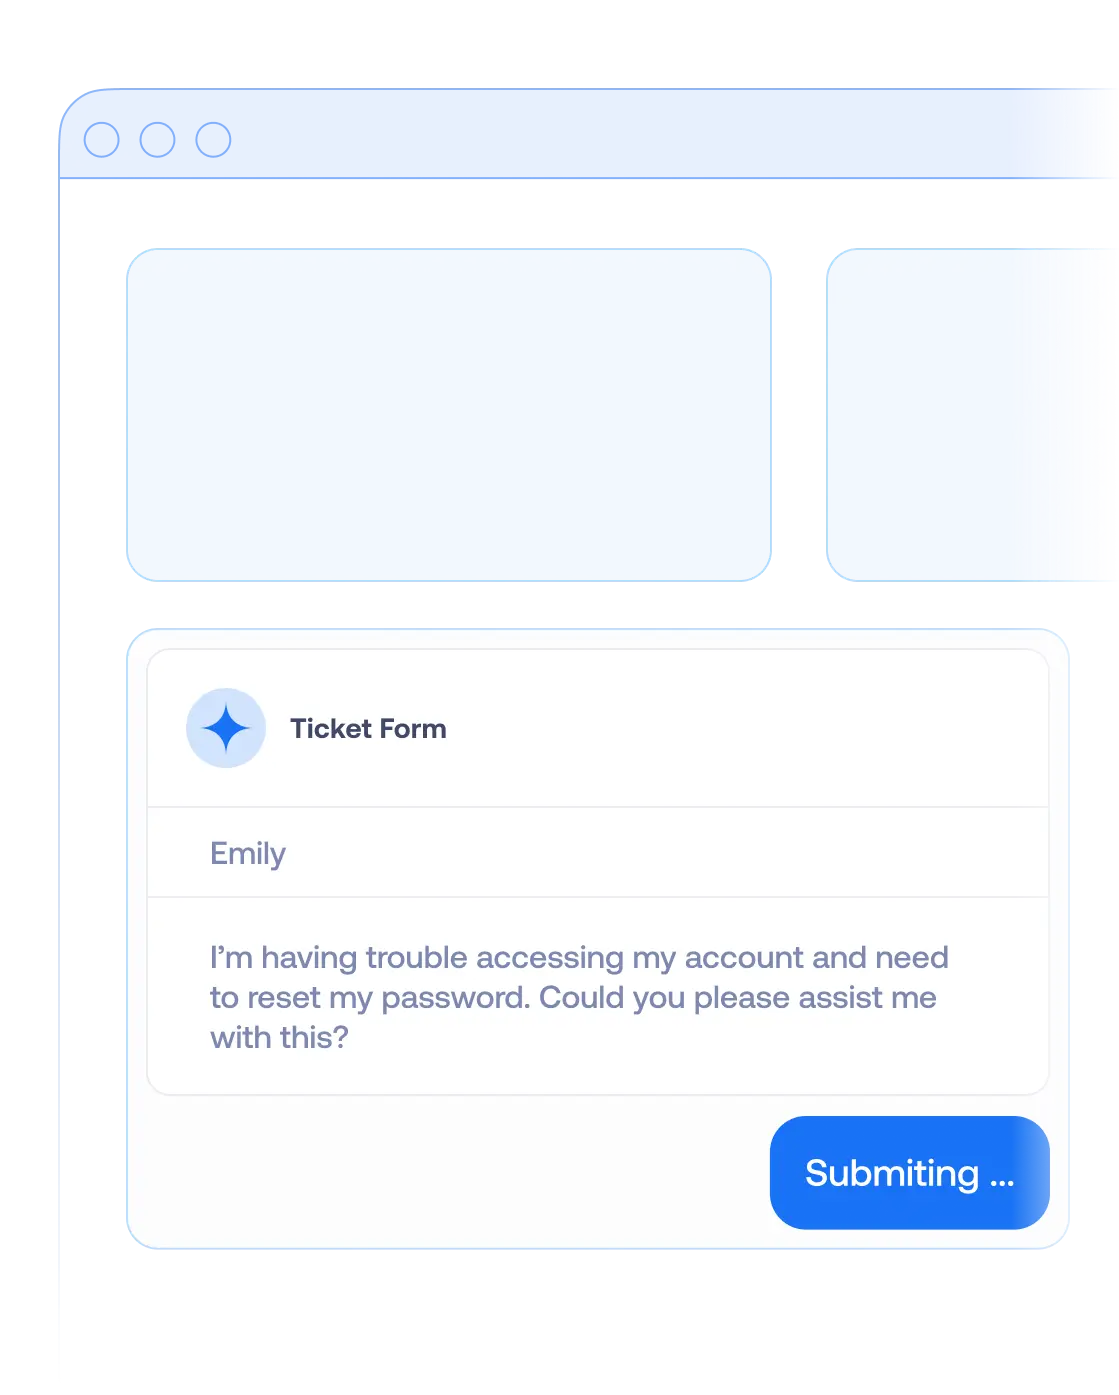 Ticket Form
Emily
I’m having trouble accessing my account and need
to reset my password. Could you please assist me
with this?
Submiting ...